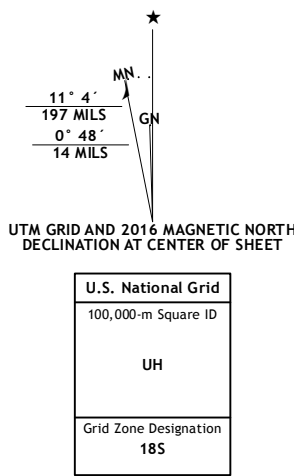 ★
MN
GN
11° 4´
197 MILS
0° 48´
14 MILS
UTM GRID AND 2016 MAGNETIC NORTH
DECLINATION AT CENTER OF SHEET
U.S. National Grid
100,000-m Square ID
UH
Grid Zone Designation
18S